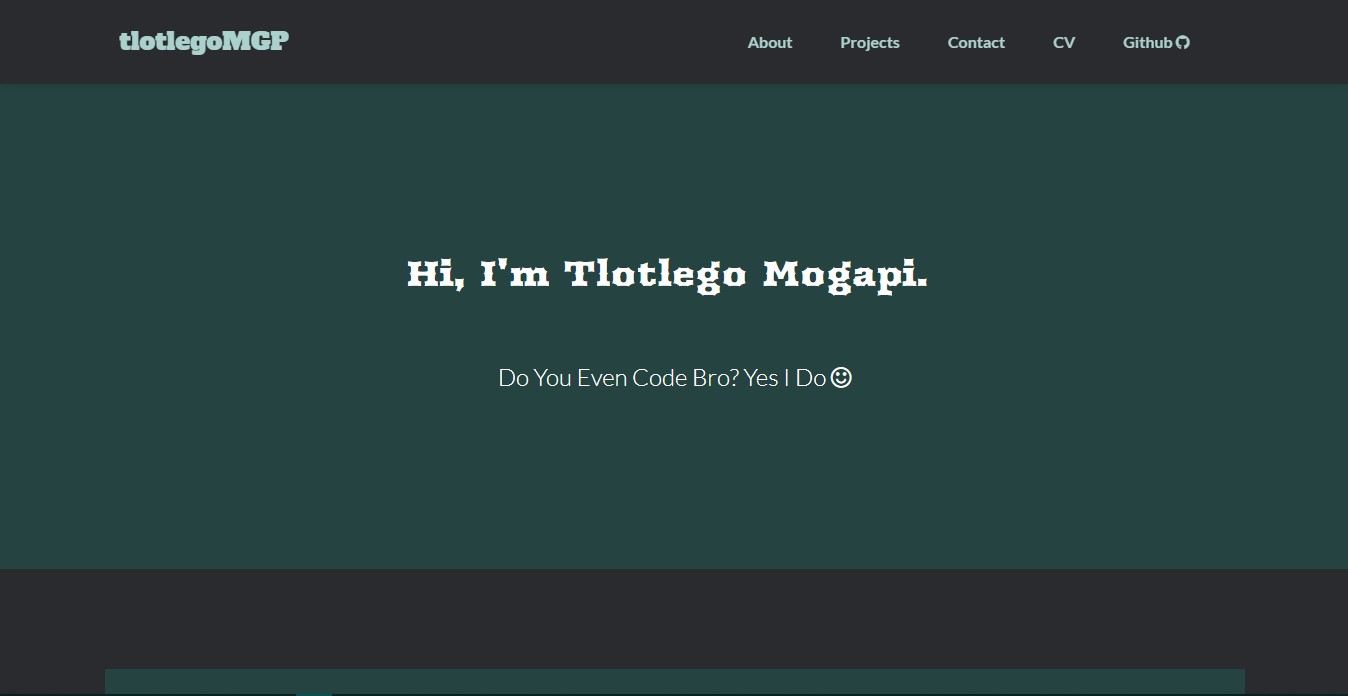 tlotlegoMGP
About Projects Contact CV Github
Hi, I'm Tlotlego Mogapi.
Do You Even Code Bro? Yes I Do